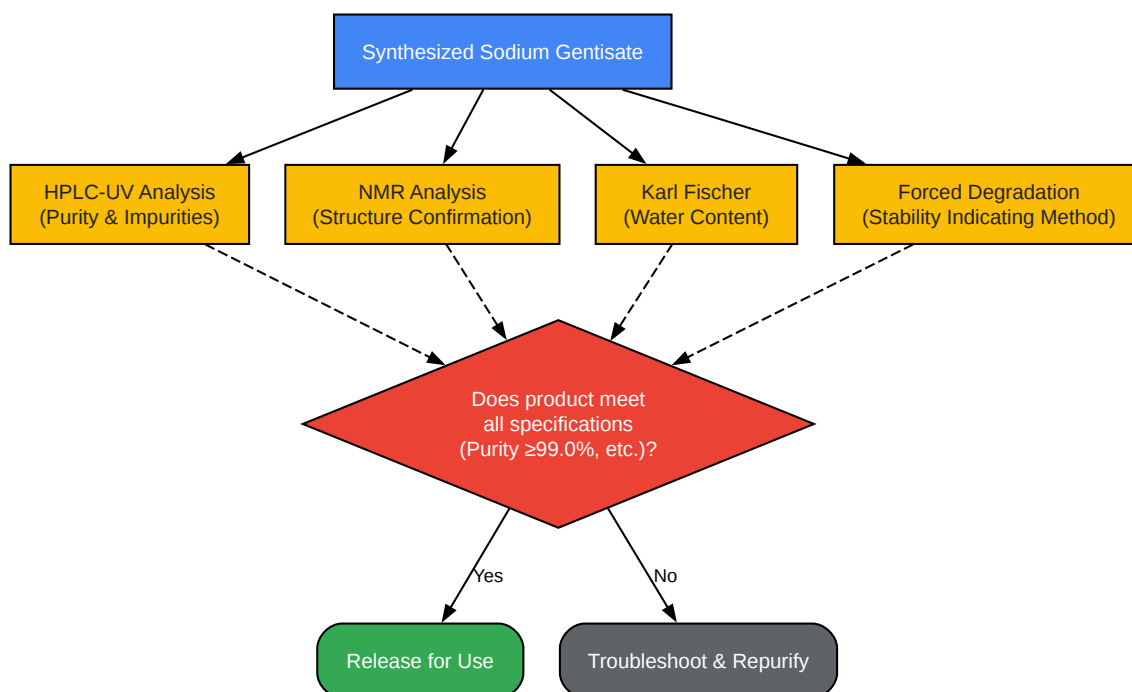 Synthesized Sodium Gentisate
HPLC-UV Analysis
(Purity & Impurities)
NMR Analysis
(Structure Confirmation)
Karl Fischer
(Water Content)
Forced Degradation
(Stability Indicating Method)
Does product meet
all specifications
(Purity ≥99.0%, etc.)?
Yes
No
Release for Use
Troubleshoot & Repurify